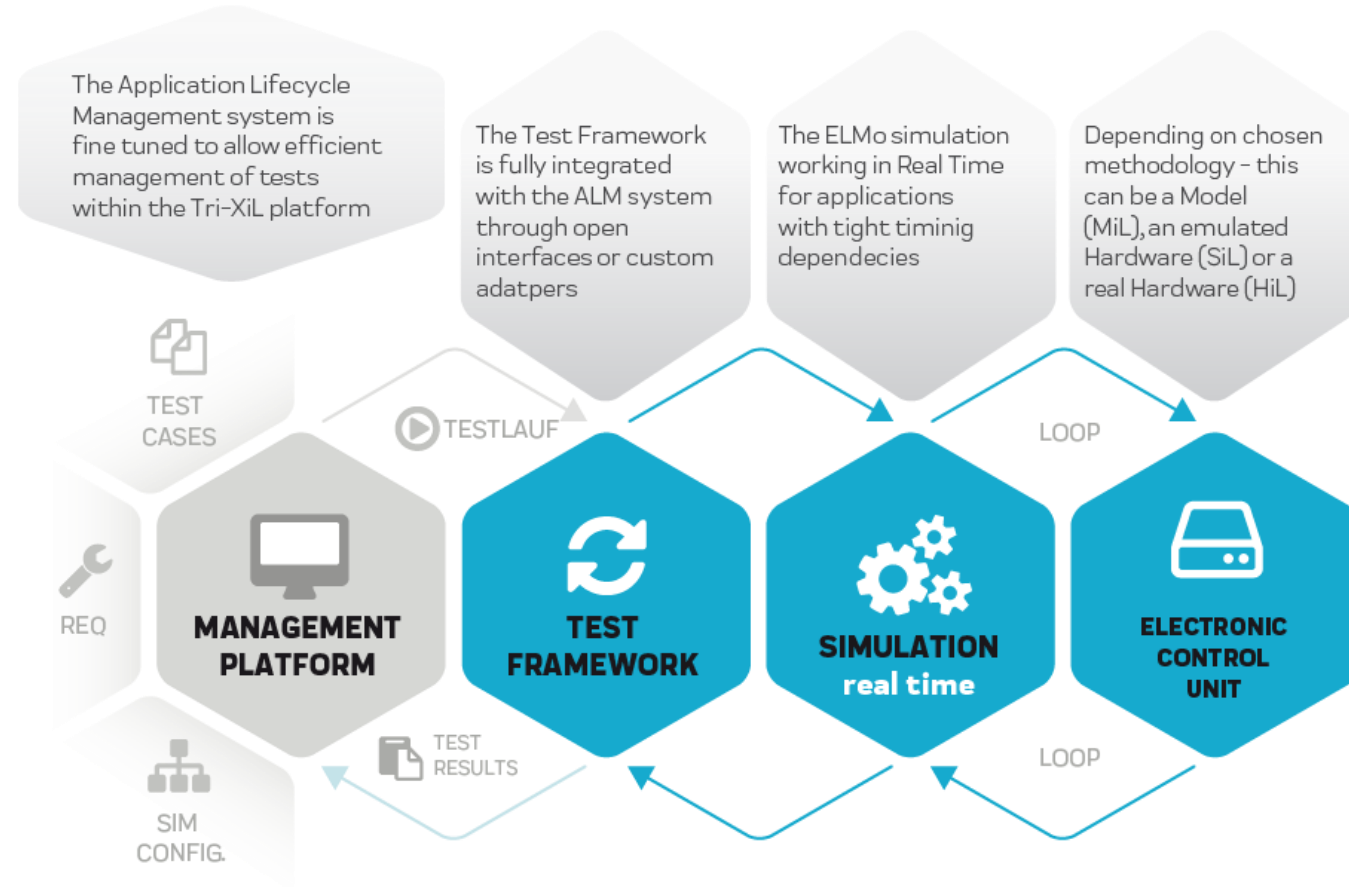 The Application Lifecycle
Management system is
fine tuned to allow efficient
management of tests
within the Tri-XiL platform
The Test Framework
is fully integrated
with the ALM system
through open
interfaces or custom
adatpers
The ELMo simulation
working in Real Time
for applications
with tight timinig
dependecies
Depending on chosen
methodology - this
can be a Model
(MiL), an emulated
Hardware (SiL) or a
real Hardware (HiL)
TEST
CASES
TESTLAUF
LOOP
REQ
MANAGEMENT
PLATFORM
TEST
FRAMEWORK
SIMULATION
real time
ELECTRONIC
CONTROL
UNIT
TEST
RESULTS
LOOP
SIM
CONFIG.